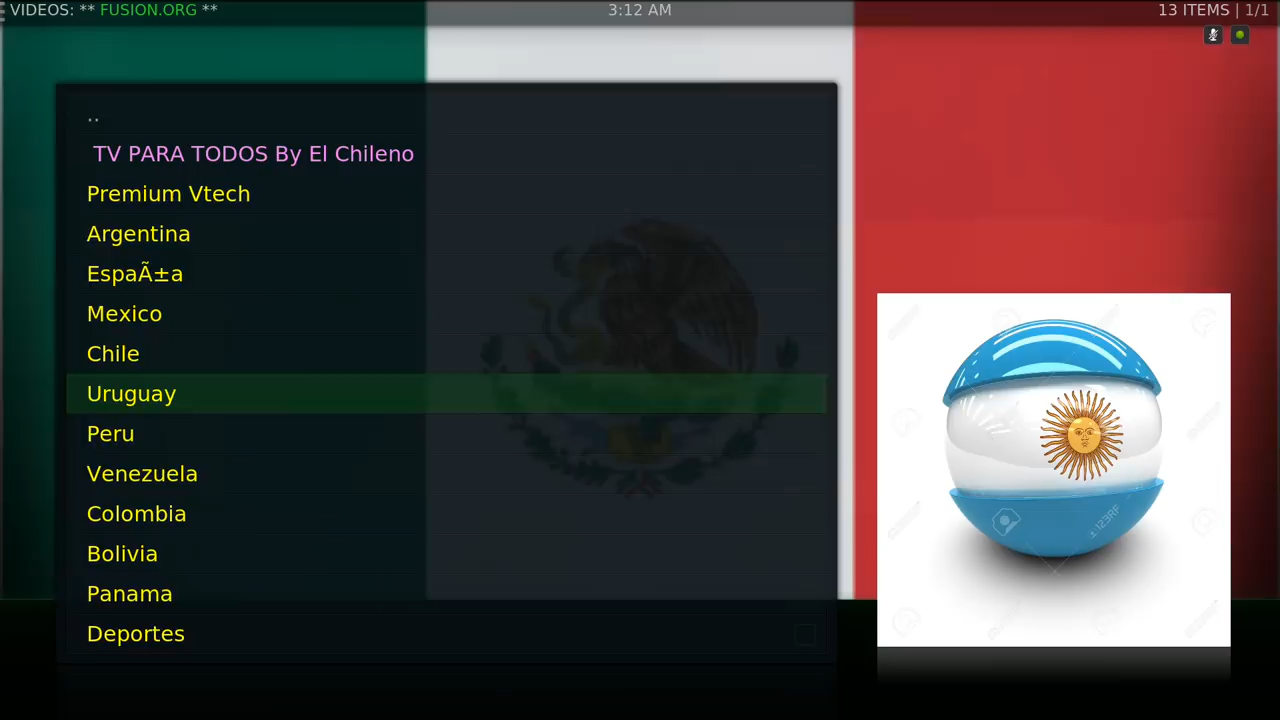 VIDEOS: ** FUSION.ORG **
3:12 AM
13 ITEMS | 1/1
..
TV PARA TODOS By El Chileno
Premium Vtech
Argentina
EspaÃ±a
Mexico
Chile
Uruguay
Peru
Venezuela
Colombia
Bolivia
Panama
Deportes
123RF